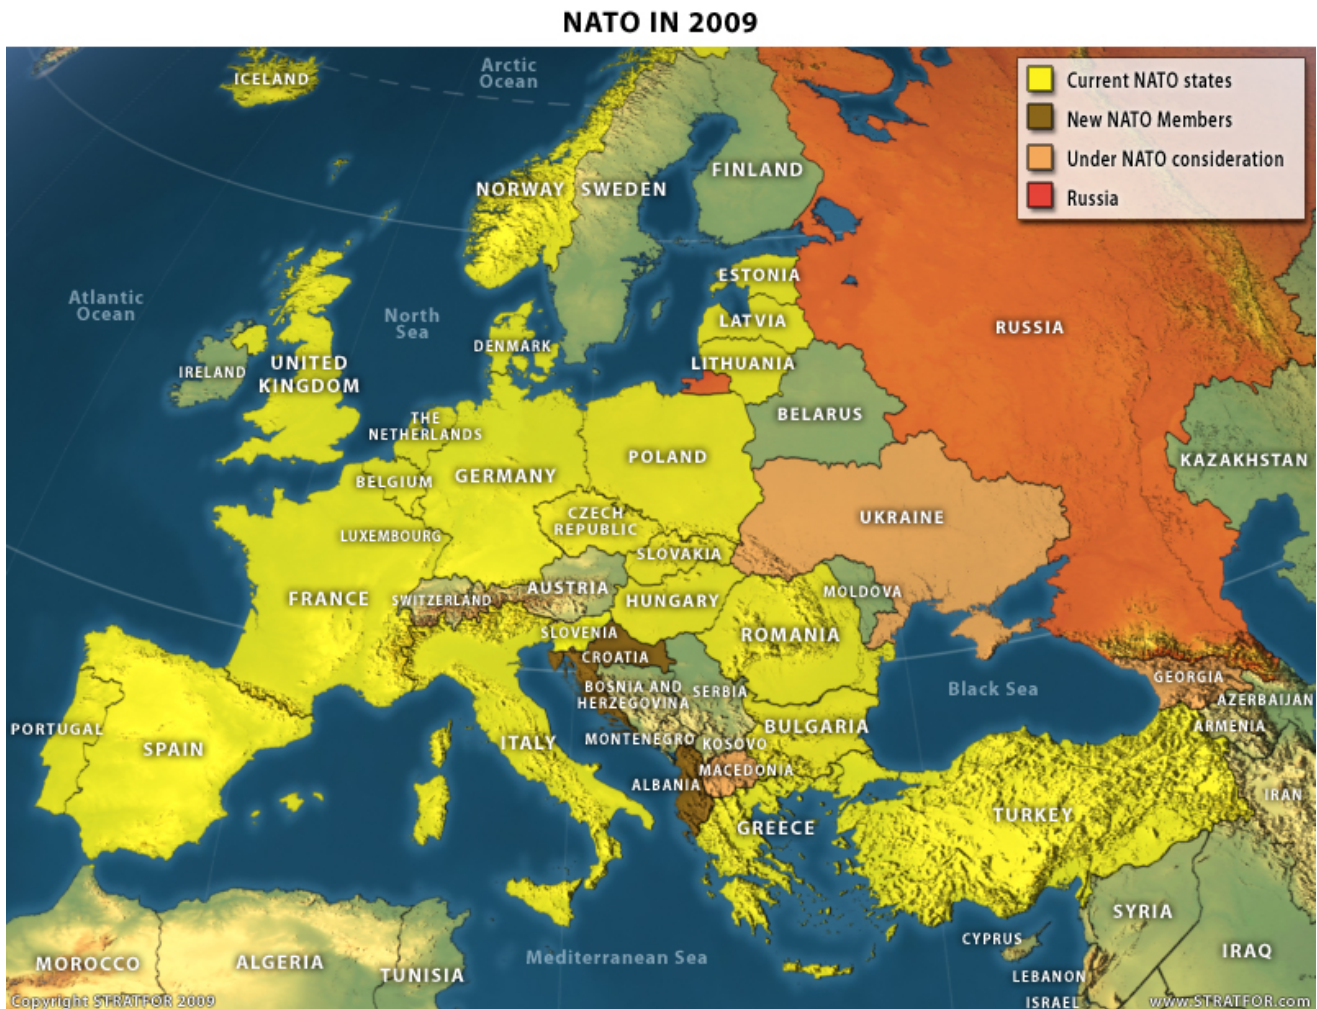 NATO IN 2009
Arctic
Ocean
ICELAND
Current NATO states
New NATO Members
Under NATO consideration
Russia
NORWAY
SWEDEN
FINLAND
Atlantic
Ocean
North
Sea
ESTONIA
LATVIA
LITHUANIA
RUSSIA
DENMARK
IRELAND
UNITED
KINGDOM
THE
NETHERLANDS
BELARUS
BELGIUM
GERMANY
POLAND
KAZAKHSTAN
LUXEMBOURG
CZECH
REPUBLIC
UKRAINE
SLOVAKIA
FRANCE
SWITZERLAND
AUSTRIA
HUNGARY
MOLDOVA
SLOVENIA
ROMANIA
CROATIA
BOSNIA AND
HERZEGOVINA
SERBIA
Black Sea
GEORGIA
AZERBAIJAN
ARMENIA
PORTUGAL
SPAIN
ITALY
MONTENEGRO
KOSOVO
BULGARIA
MACEDONIA
ALBANIA
GREECE
TURKEY
IRAN
SYRIA
CYPRUS
IRAQ
LEBANON
ISRAEL
Mediterranean Sea
MOROCCO
ALGERIA
TUNISIA
Copyright STRATFOR 2009
www.STRATFOR.com